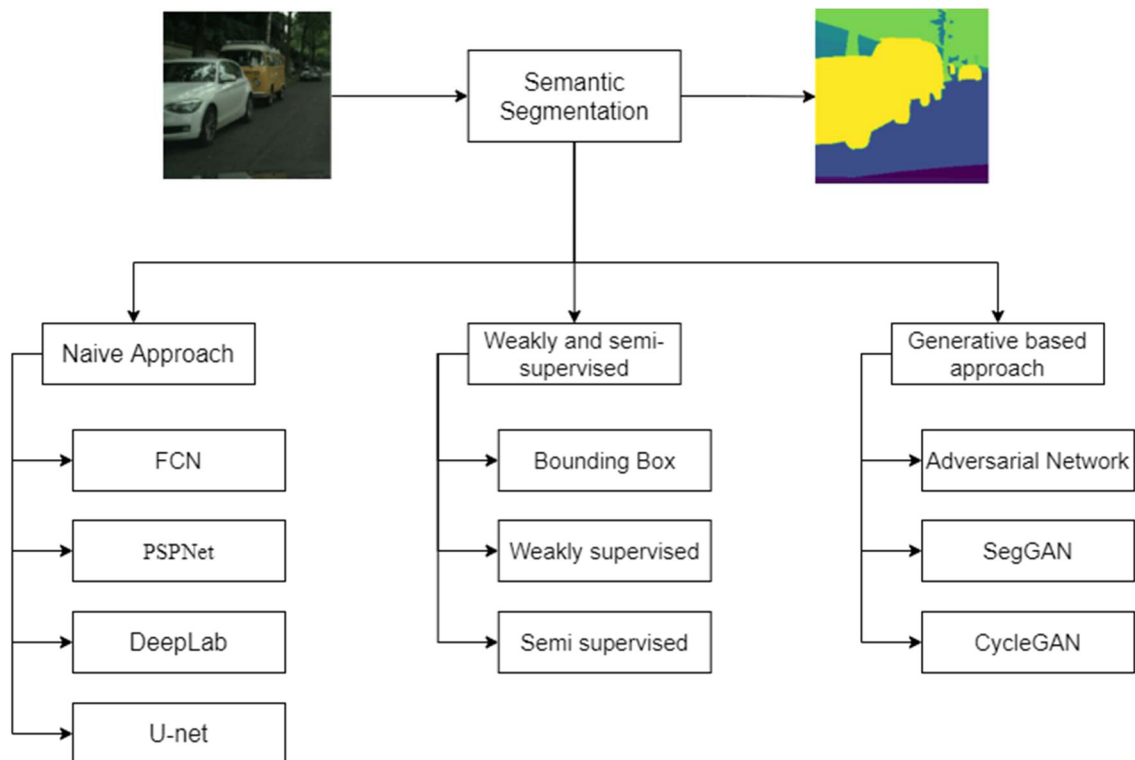 Semantic
Segmentation
Naive Approach
FCN
PSPNet
DeepLab
U-net
Weakly and semi-
supervised
Bounding Box
Weakly supervised
Semi supervised
Generative based
approach
Adversarial Network
SegGAN
CycleGAN